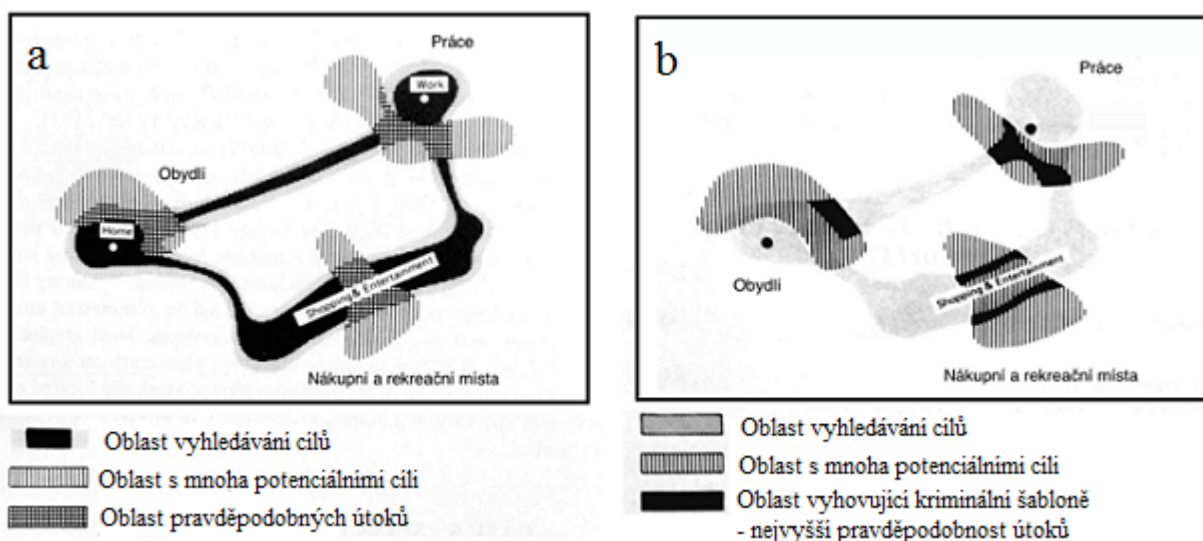 a
Práce
Work
Obydlí
Home
Shopping & Entertainment
Nákupní a rekreační místa
Oblast vyhledávání cílů
Oblast s mnoha potenciálními cíli
Oblast pravděpodobných útoků
b
Práce
Obydlí
Shopping & Entertainment
Nákupní a rekreační místa
Oblast vyhledávání cílů
Oblast s mnoha potenciálními cíli
Oblast vyhovující kriminální šabloně
- nejvyšší pravděpodobnost útoků